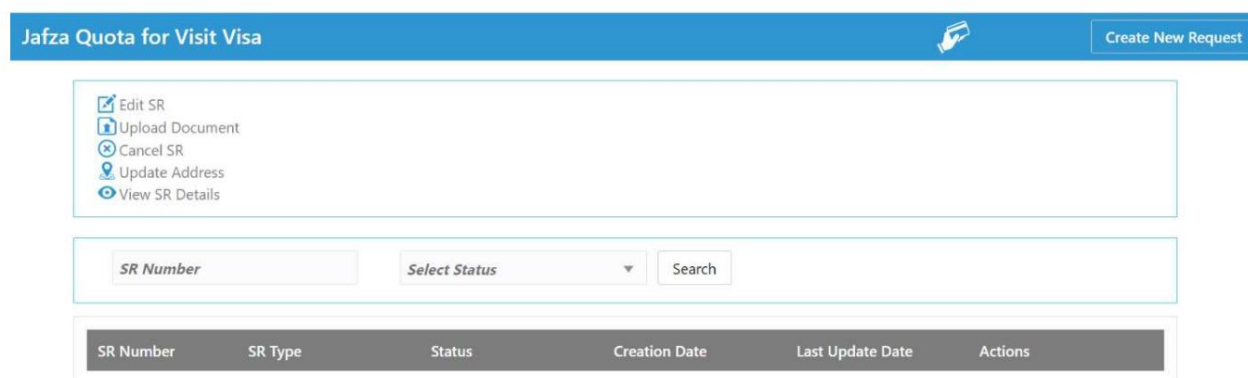 Jafza Quota for Visit Visa
Create New Request
Edit SR
Upload Document
Cancel SR
Update Address
View SR Details
SR Number Select Status Search
SR Number SR Type Status Creation Date Last Update Date Actions